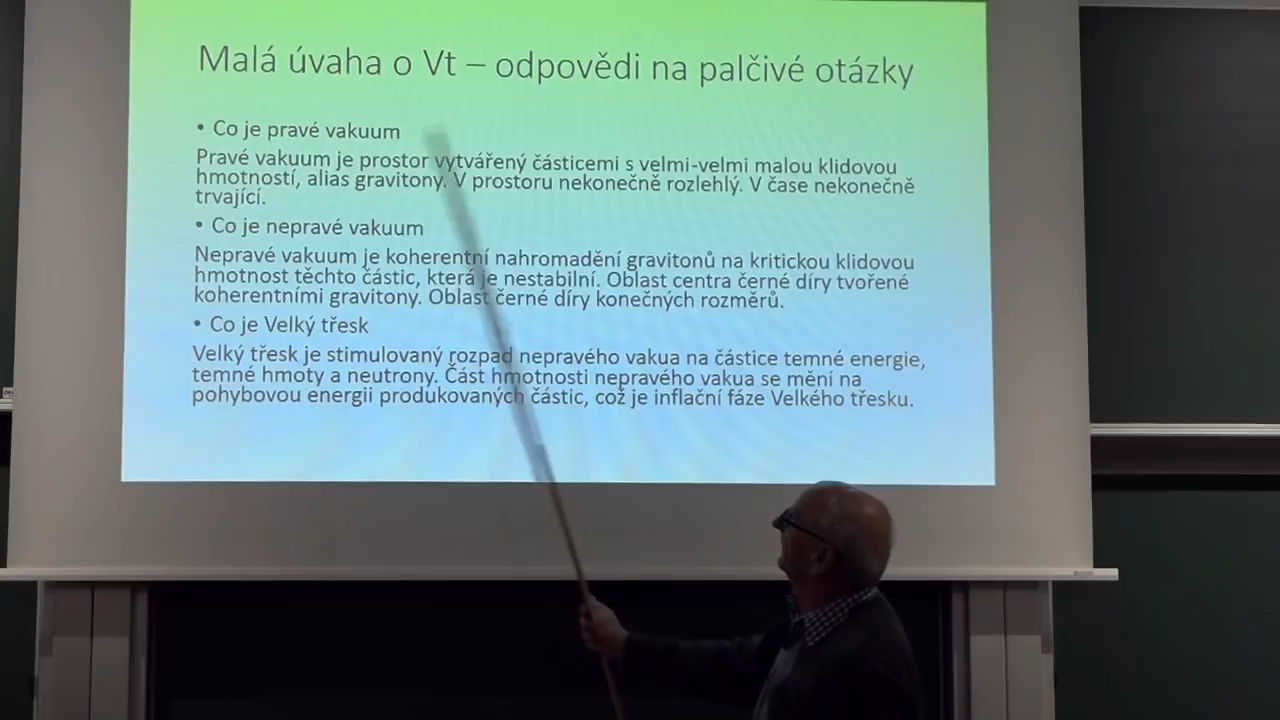 Malá úvaha o Vt – odpovědi na palčivé otázky
• Co je pravé vakuum
Pravé vakuum je prostor vytvářený částicemi s velmi-velmi malou klidovou
hmotností, alias gravitony. V prostoru nekonečně rozlehlý. V čase nekonečně
trvající.
• Co je nepravé vakuum
Nepravé vakuum je koherentní nahromadění gravitonů na kritickou klidovou
hmotnost těchto částic, která je nestabilní. Oblast centra černé díry tvořené
koherentními gravitony. Oblast černé díry konečných rozměrů.
• Co je Velký třesk
Velký třesk je stimulovaný rozpad nepravého vakua na částice temné energie,
temné hmoty a neutrony. Část hmotnosti nepravého vakua se mění na
pohybovou energii produkovaných částic, což je inflační fáze Velkého třesku.